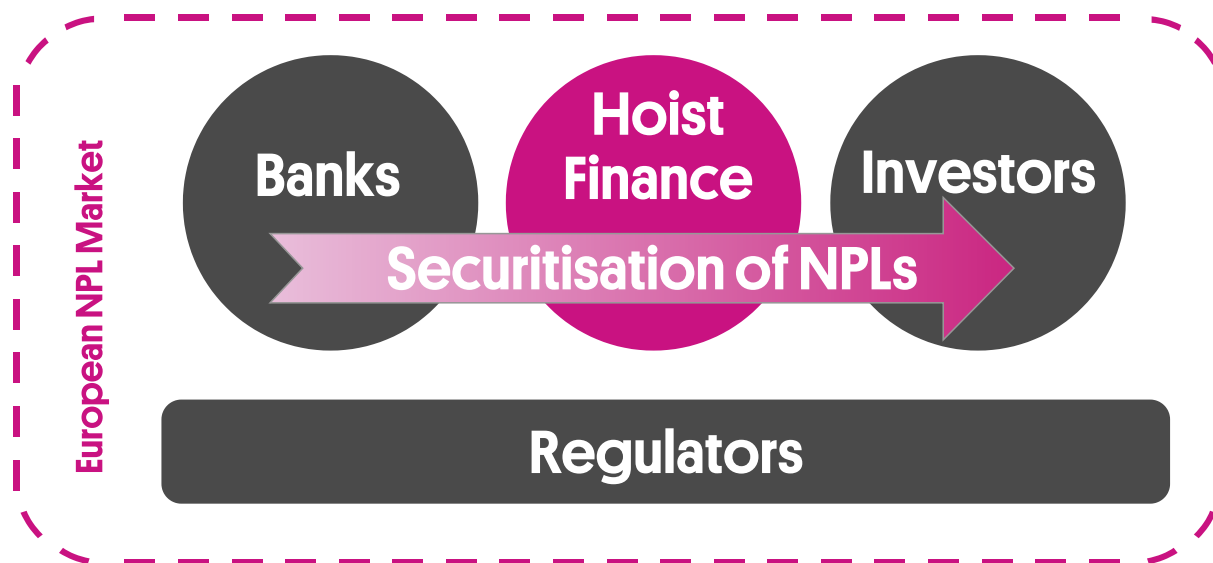 European NPL Market
Banks
Hoist
Finance
Investors
Securitisation of NPLs
Regulators